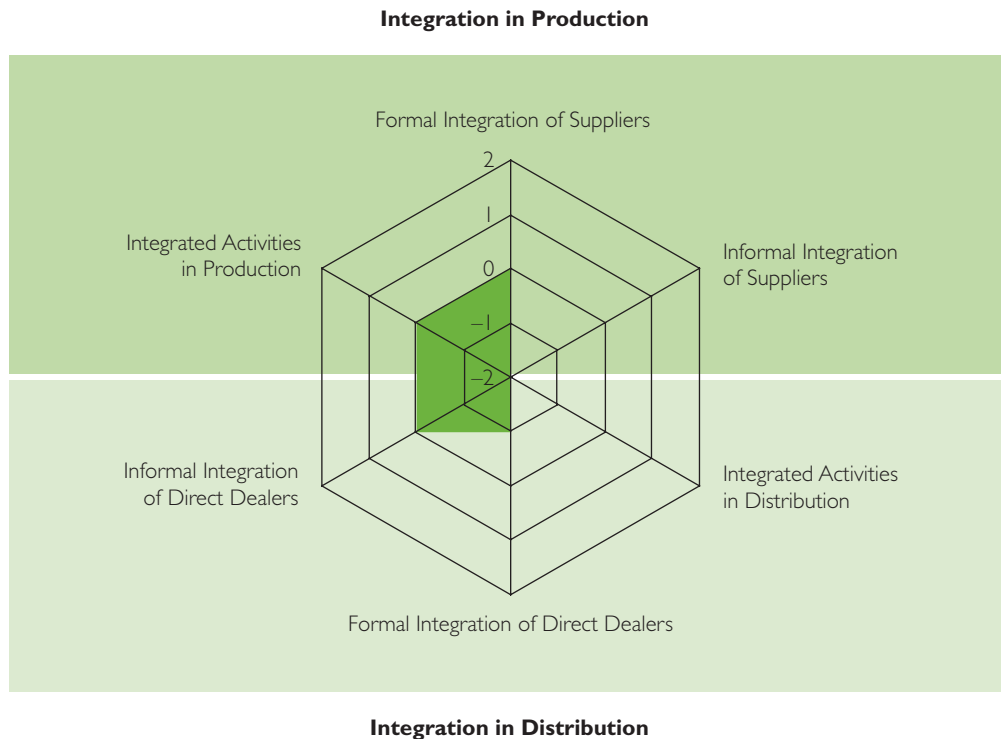 Integration in Production
Formal Integration of Suppliers
2
1
0
–1
–2
Integrated Activities
in Production
Informal Integration
of Suppliers
Informal Integration
of Direct Dealers
Integrated Activities
in Distribution
Formal Integration of Direct Dealers
Integration in Distribution